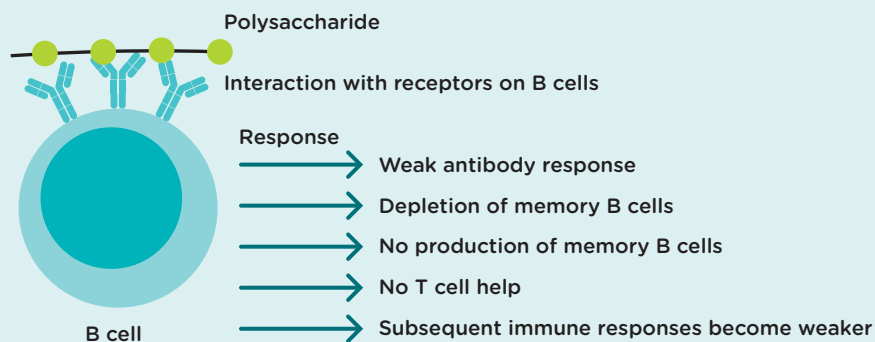 Polysaccharide
Interaction with receptors on B cells
Response
Weak antibody response
Depletion of memory B cells
No production of memory B cells
No T cell help
Subsequent immune responses become weaker
B cell